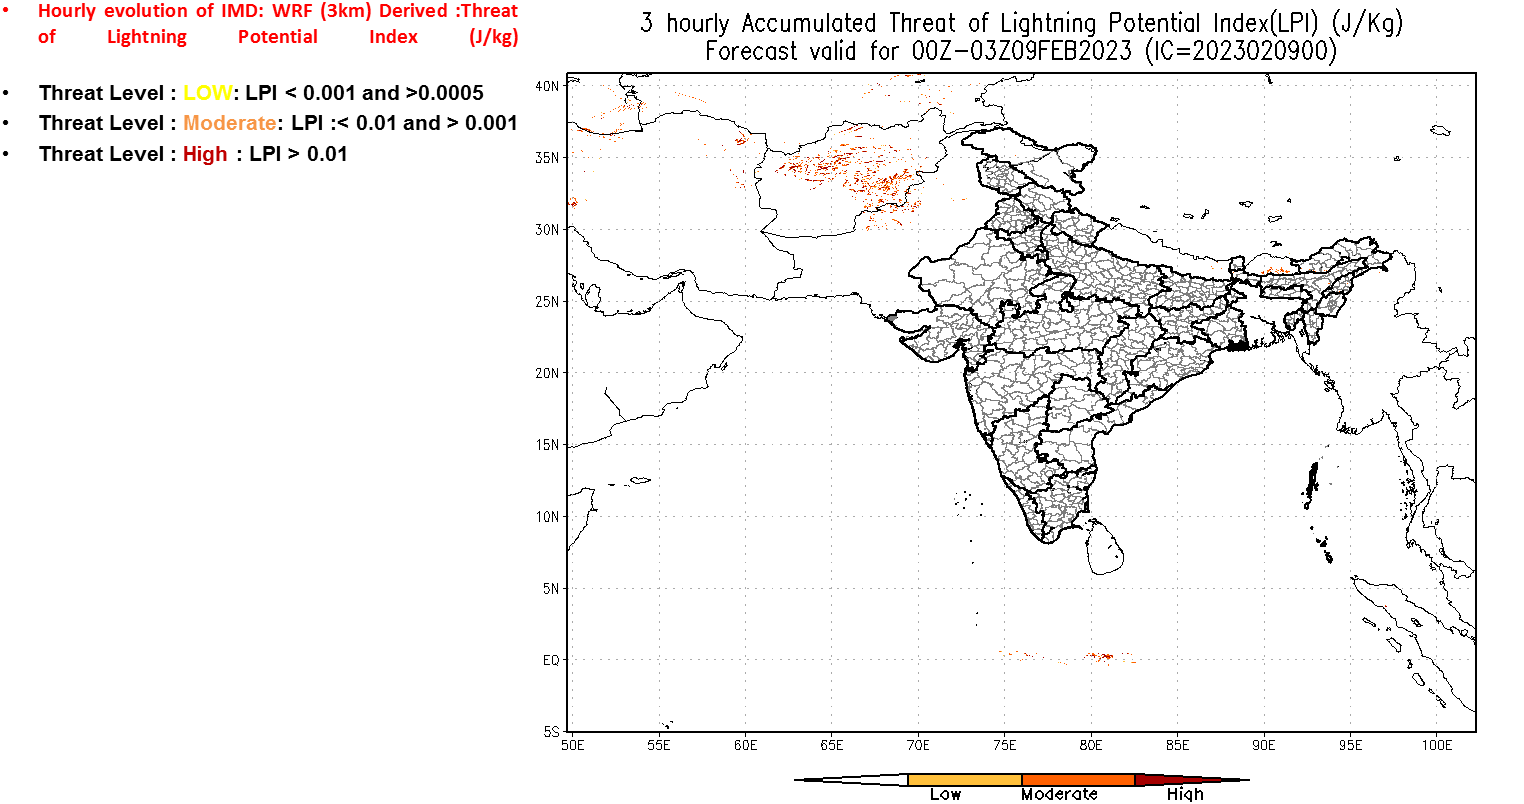 • Hourly evolution of IMD: WRF (3km) Derived :Threat
of Lightning Potential Index (J/kg)
• Threat Level : LOW: LPI < 0.001 and >0.0005
• Threat Level : Moderate: LPI :< 0.01 and > 0.001
• Threat Level : High : LPI > 0.01
3 hourly Accumulated Threat of Lightning Potential Index(LPI) (J/Kg)
Forecast valid for 00Z-03Z09FEB2023 (IC=2023020900)
40N
35N
30N
25N
20N
15N
10N
5N
EQ
5S
50E 55E 60E 65E 70E 75E 80E 85E 90E 95E 100E
Low Moderate High